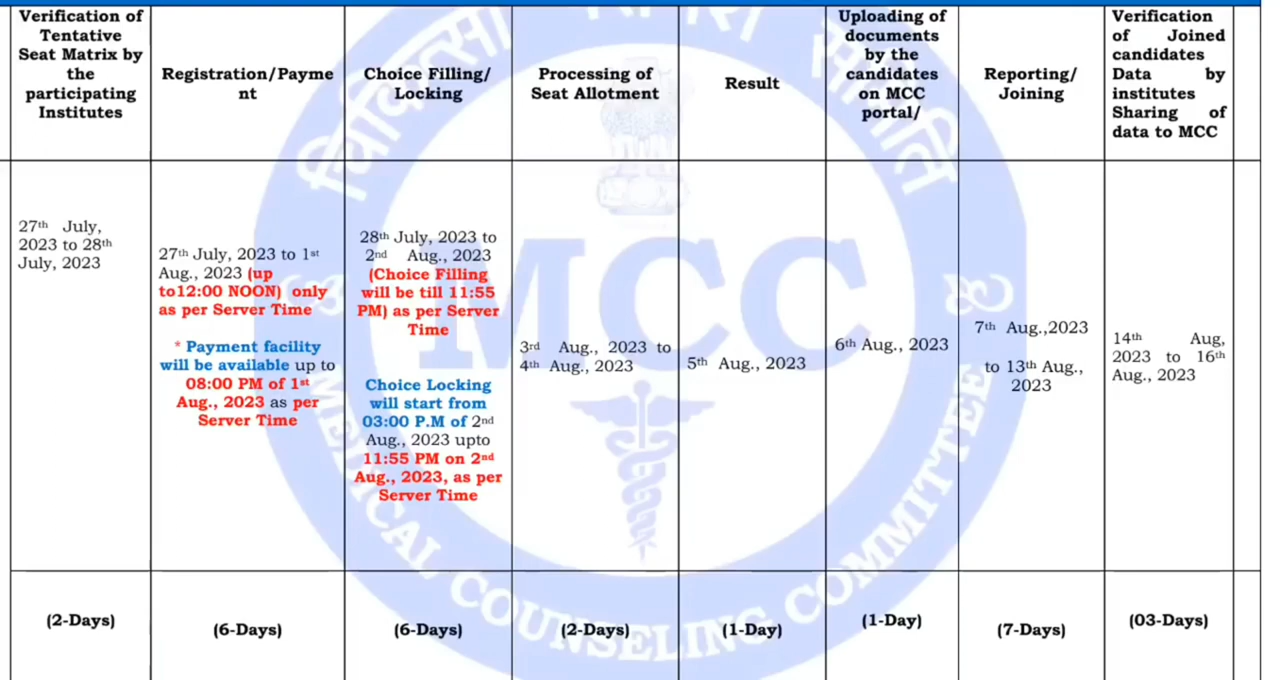 Verification of
Tentative
Seat Matrix by
the
participating
Institutes
Registration/Payme
nt
Choice Filling/
Locking
Processing of
Seat Allotment
Result
Uploading of
documents
by the
candidates
on MCC
portal/
Reporting/
Joining
Verification
of Joined
candidates
Data by
institutes
Sharing of
data to MCC
27th July,
2023 to 28th
July, 2023
27th July, 2023 to 1st
Aug., 2023 (up
to12:00 NOON) only
as per Server Time
* Payment facility
will be available up to
08:00 PM of 1st
Aug., 2023 as per
Server Time
28th July, 2023 to
2nd Aug., 2023
(Choice Filling
will be till 11:55
PM) as per Server
Time
Choice Locking
will start from
03:00 P.M of 2nd
Aug., 2023 upto
11:55 PM on 2nd
Aug., 2023, as per
Server Time
3rd Aug., 2023 to
4th Aug., 2023
5th Aug., 2023
6th Aug., 2023
7th Aug.,2023
to 13th Aug.,
2023
14th Aug,
2023 to 16th
Aug., 2023
(2-Days)
(6-Days)
(6-Days)
(2-Days)
(1-Day)
(1-Day)
(7-Days)
(03-Days)
MCC
MEDICAL COUNSELING COMMITTEE